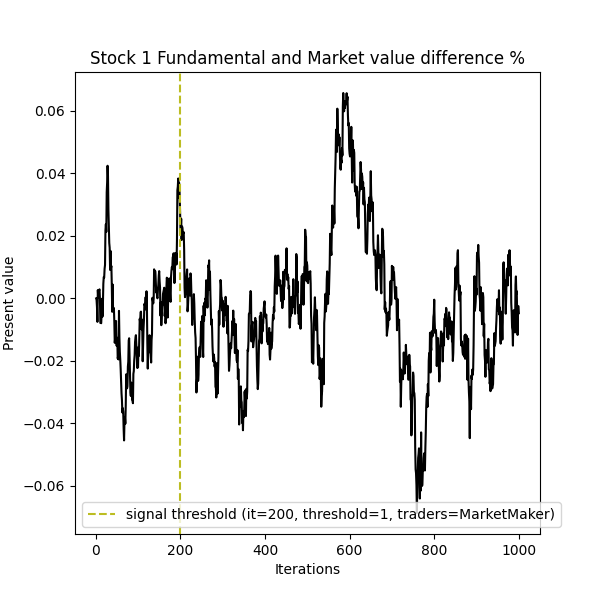 Stock 1 Fundamental and Market value difference %
0.06
0.04
0.02
0.00
−0.02
−0.04
−0.06
Present value
signal threshold (it=200, threshold=1, traders=MarketMaker)
0 200 400 600 800 1000
Iterations